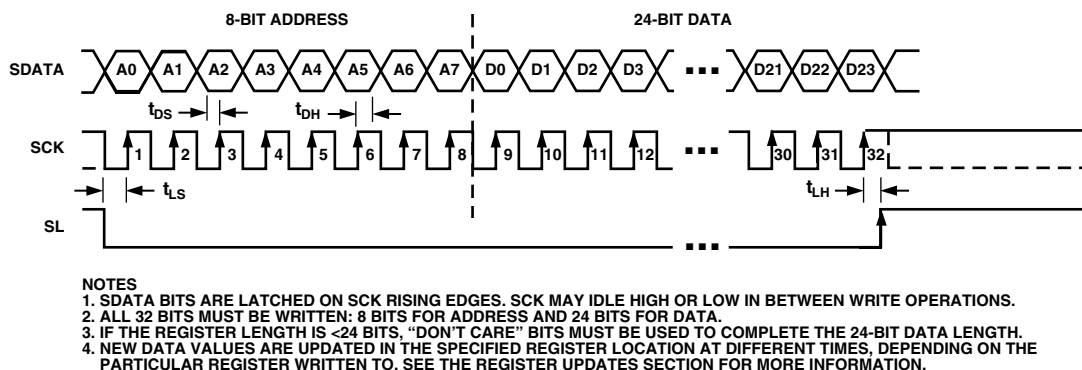 8-BIT ADDRESS 24-BIT DATA
SDATA A0 A1 A2 A3 A4 A5 A6 A7 D0 D1 D2 D3 ••• D21 D22 D23
tDS tDH
SCK 1 2 3 4 5 6 7 8 9 10 11 12 ••• 30 31 32
tLS tLH
SL •••
NOTES
1. SDATA BITS ARE LATCHED ON SCK RISING EDGES. SCK MAY IDLE HIGH OR LOW IN BETWEEN WRITE OPERATIONS.
2. ALL 32 BITS MUST BE WRITTEN: 8 BITS FOR ADDRESS AND 24 BITS FOR DATA.
3. IF THE REGISTER LENGTH IS <24 BITS, “DON’T CARE” BITS MUST BE USED TO COMPLETE THE 24-BIT DATA LENGTH.
4. NEW DATA VALUES ARE UPDATED IN THE SPECIFIED REGISTER LOCATION AT DIFFERENT TIMES, DEPENDING ON THE
PARTICULAR REGISTER WRITTEN TO. SEE THE REGISTER UPDATES SECTION FOR MORE INFORMATION.